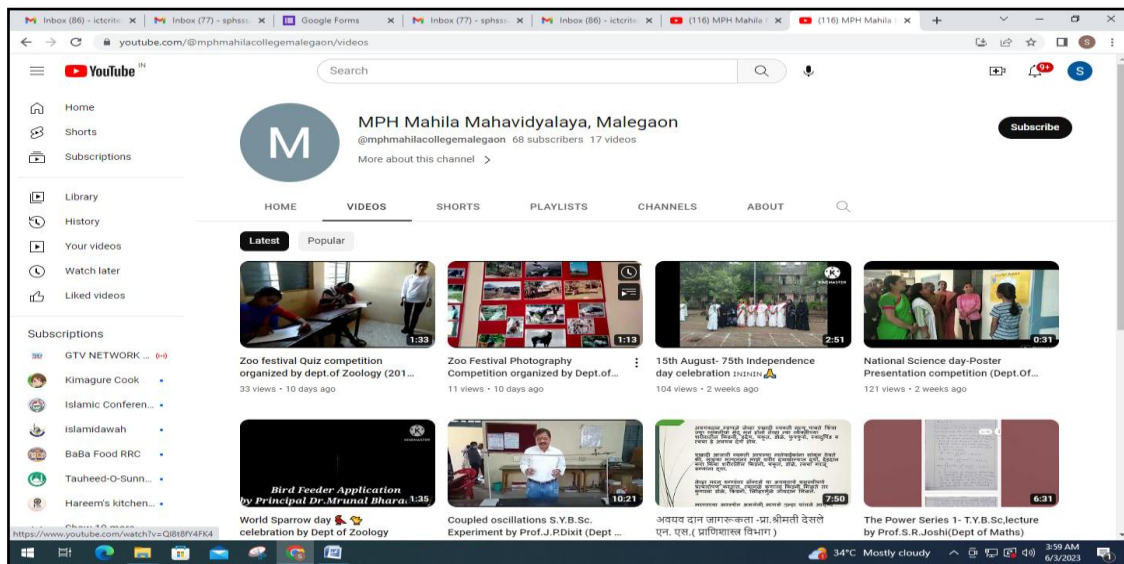 Inbox (86) - ictcrite
Inbox (77) - sphsss
Google Forms
Inbox (77) - sphsss
Inbox (86) - ictcrite
(116) MPH Mahila
(116) MPH Mahila
youtube.com/@mphmahilacollegemalegaon/videos
S
YouTube IN
Search
9+
S
Home
Shorts
Subscriptions
Library
History
Your videos
Watch later
Liked videos
Subscriptions
GTV NETWORK ...
Kimagure Cook
Islamic Conferen...
islamidawah
BaBa Food RRC
Tauheed-O-Sunn...
Hareem's kitchen...
M
MPH Mahila Mahavidyalaya, Malegaon
@mphmahilacollegemalegaon 68 subscribers 17 videos
More about this channel
Subscribe
HOME VIDEOS SHORTS PLAYLISTS CHANNELS ABOUT
Latest Popular
1:33
Zoo festival Quiz competition
organized by dept.of Zoology (201...
33 views • 10 days ago
1:13
Zoo Festival Photography
Competition organized by Dept.of...
11 views • 10 days ago
KINEMASTER
2:51
15th August- 75th Independence
day celebration INININ🙏
104 views • 2 weeks ago
0:31
National Science day-Poster
Presentation competition (Dept.Of...
121 views • 2 weeks ago
KINEMASTER
Bird Feeder Application
by Principal Dr.Mrunal Bhara
1:35
World Sparrow day
celebration by Dept of Zoology
10:21
Coupled oscillations S.Y.B.Sc.
Experiment by Prof.J.P.Dixit (Dept ...
7:50
अवयव दान जागरूकता -प्रा.श्रीमती देसले
एन. एस.( प्राणिशास्त्र विभाग )
6:31
The Power Series 1- T.Y.B.Sc,lecture
by Prof.S.R.Joshi(Dept of Maths)
https://www.youtube.com/watch?v=QI8t8fY4FK4
34°C Mostly cloudy
3:59 AM
6/3/2023